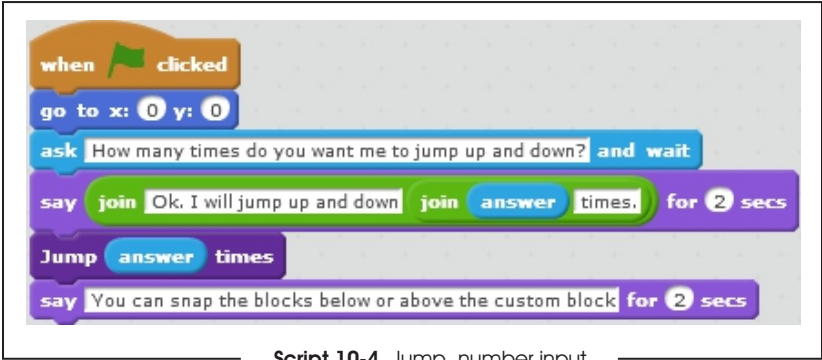 when clicked
go to x: 0 y: 0
ask How many times do you want me to jump up and down? and wait
say join Ok. I will jump up and down join answer times. for 2 secs
Jump answer times
say You can snap the blocks below or above the custom block for 2 secs
Script 10-4 Jump number input